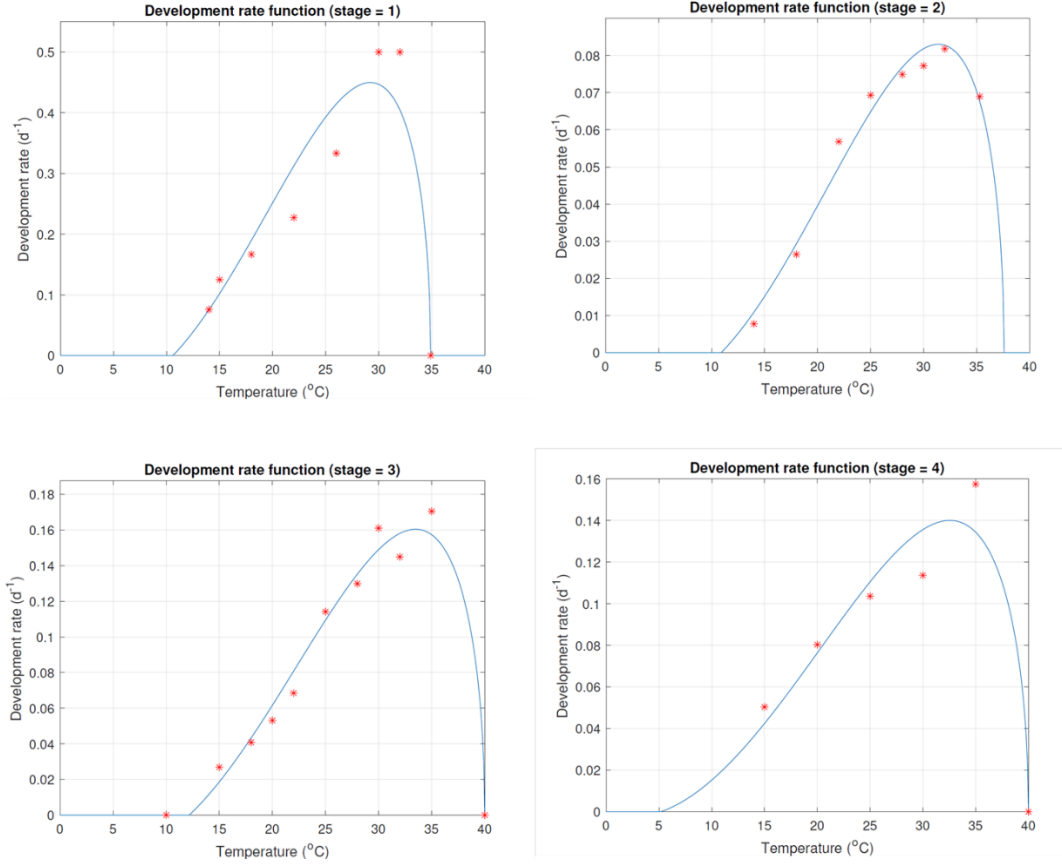 Development rate function (stage = 1)
0.5
0.4
0.3
0.2
0.1
0
Development rate (d⁻¹)
0 5 10 15 20 25 30 35 40
Temperature (°C)
Development rate function (stage = 2)
0.08
0.07
0.06
0.05
0.04
0.03
0.02
0.01
0
Development rate (d⁻¹)
0 5 10 15 20 25 30 35 40
Temperature (°C)
Development rate function (stage = 3)
0.18
0.16
0.14
0.12
0.1
0.08
0.06
0.04
0.02
0
Development rate (d⁻¹)
0 5 10 15 20 25 30 35 40
Temperature (°C)
Development rate function (stage = 4)
0.16
0.14
0.12
0.1
0.08
0.06
0.04
0.02
0
Development rate (d⁻¹)
0 5 10 15 20 25 30 35 40
Temperature (°C)